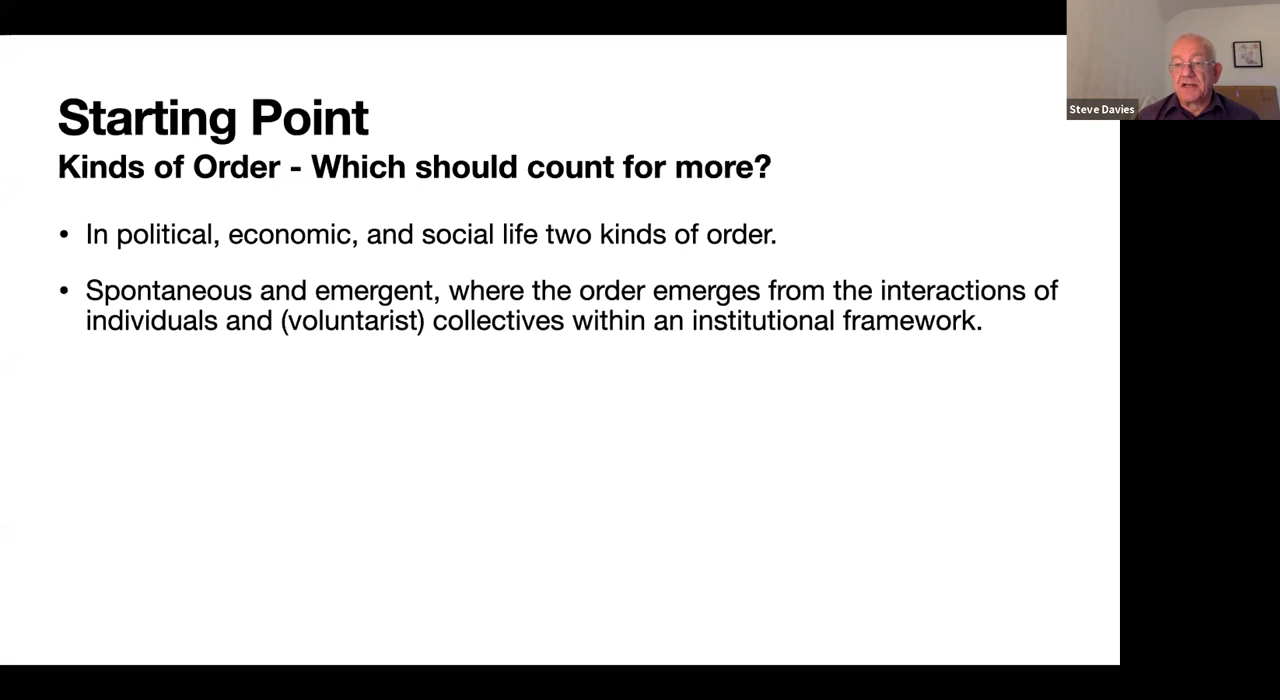 Starting Point
Kinds of Order - Which should count for more?
• In political, economic, and social life two kinds of order.
• Spontaneous and emergent, where the order emerges from the interactions of
individuals and (voluntarist) collectives within an institutional framework.
Steve Davies